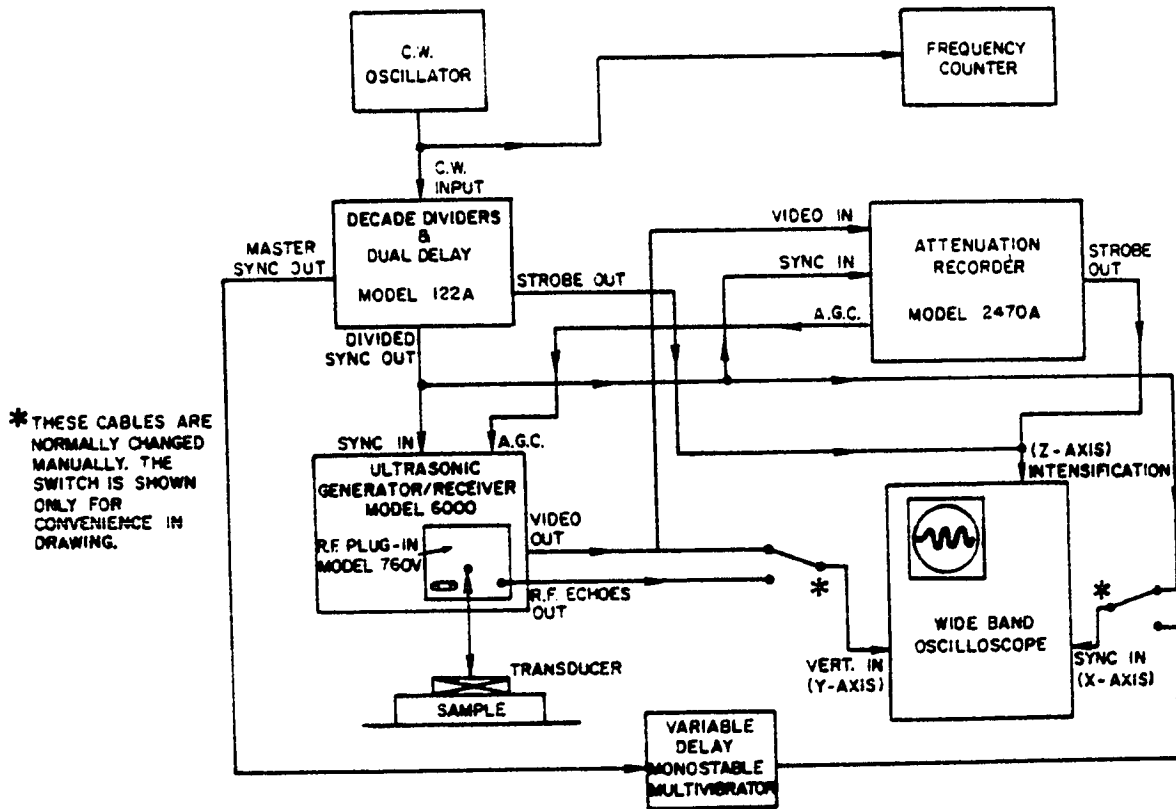 C.W.
OSCILLATOR
FREQUENCY
COUNTER
C.W.
INPUT
DECADE DIVIDERS
&
DUAL DELAY
MODEL 122A
MASTER
SYNC OUT
STROBE OUT
DIVIDED
SYNC OUT
VIDEO IN
SYNC IN
A.G.C.
ATTENUATION
RECORDER
MODEL 2470A
STROBE
OUT
* THESE CABLES ARE
NORMALLY CHANGED
MANUALLY. THE
SWITCH IS SHOWN
ONLY FOR
CONVENIENCE IN
DRAWING.
SYNC IN
A.G.C.
ULTRASONIC
GENERATOR/RECEIVER
MODEL 6000
R.F. PLUG-IN
MODEL 760V
VIDEO
OUT
R.F. ECHOES
OUT
*
(Z-AXIS)
INTENSIFICATION
WIDE BAND
OSCILLOSCOPE
VERT. IN
(Y-AXIS)
*
SYNC IN
(X-AXIS)
TRANSDUCER
SAMPLE
VARIABLE
DELAY
MONOSTABLE
MULTIVIBRATOR